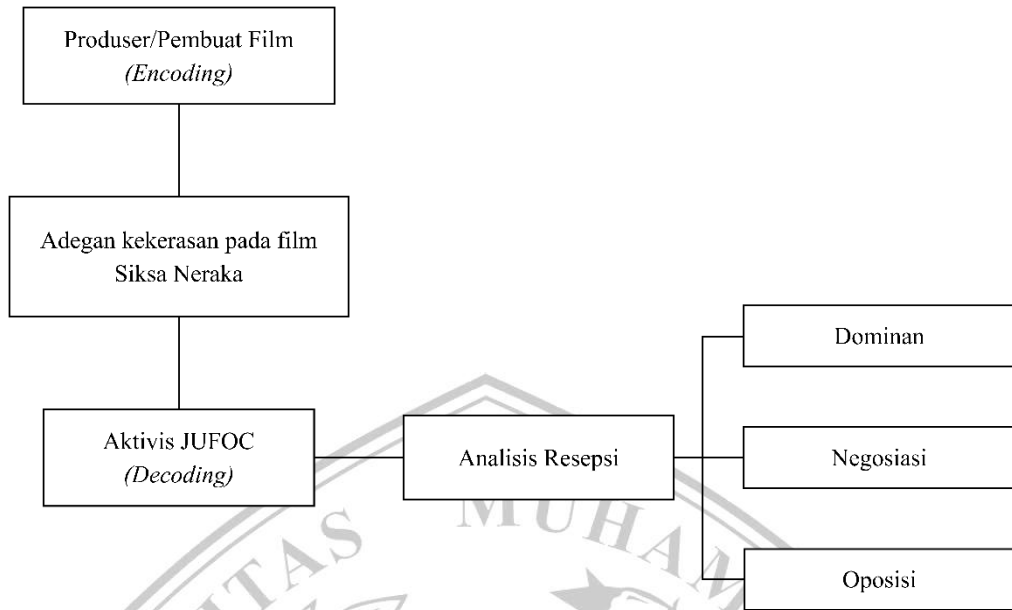 Produser/Pembuat Film
(Encoding)
Adegan kekerasan pada film
Siksa Neraka
Aktivis JUFOC
(Decoding)
Analisis Resepsi
Dominan
Negosiasi
Oposisi